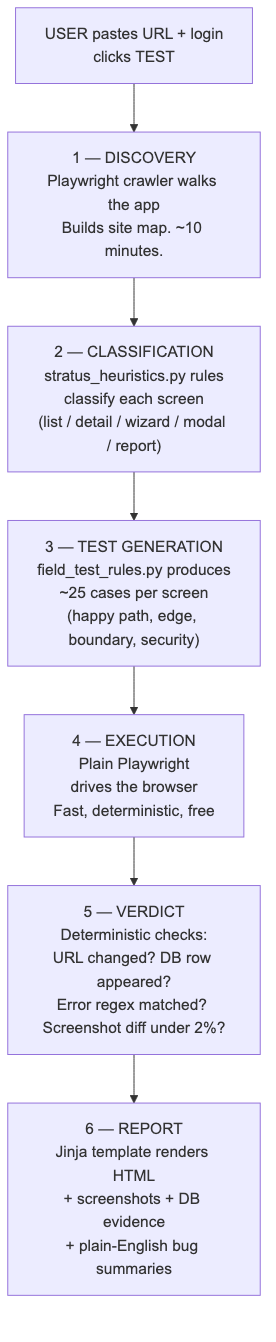 USER pastes URL + login
clicks TEST
1 — DISCOVERY
Playwright crawler walks
the app
Builds site map. ~10
minutes.
2 — CLASSIFICATION
stratus_heuristics.py rules
classify each screen
(list / detail / wizard / modal
/ report)
3 — TEST GENERATION
field_test_rules.py produces
~25 cases per screen
(happy path, edge,
boundary, security)
4 — EXECUTION
Plain Playwright
drives the browser
Fast, deterministic, free
5 — VERDICT
Deterministic checks:
URL changed? DB row
appeared?
Error regex matched?
Screenshot diff under 2%?
6 — REPORT
Jinja template renders
HTML
+ screenshots + DB
evidence
+ plain-English bug
summaries